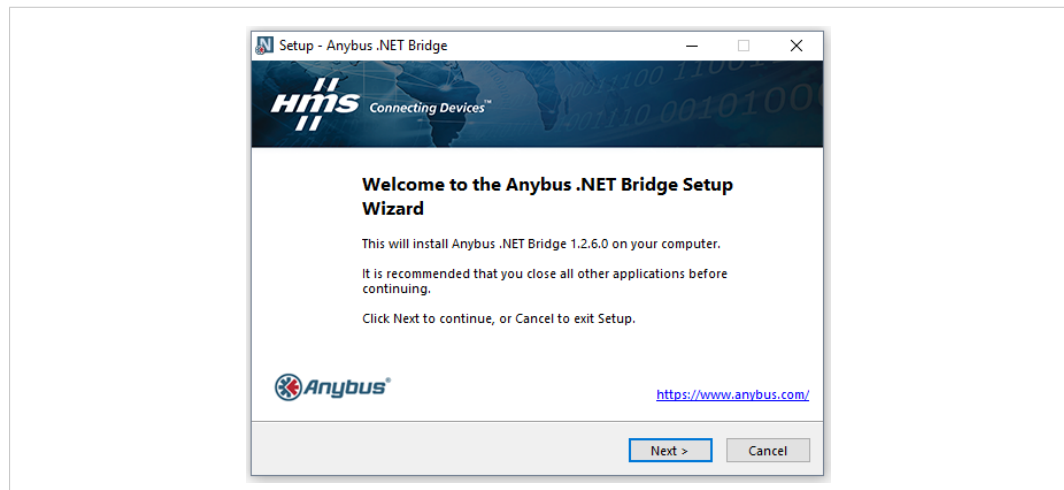 Setup - Anybus .NET Bridge
HMS Connecting Devices™
Welcome to the Anybus .NET Bridge Setup
Wizard
This will install Anybus .NET Bridge 1.2.6.0 on your computer.
It is recommended that you close all other applications before
continuing.
Click Next to continue, or Cancel to exit Setup.
Anybus®
https://www.anybus.com/
Next >
Cancel